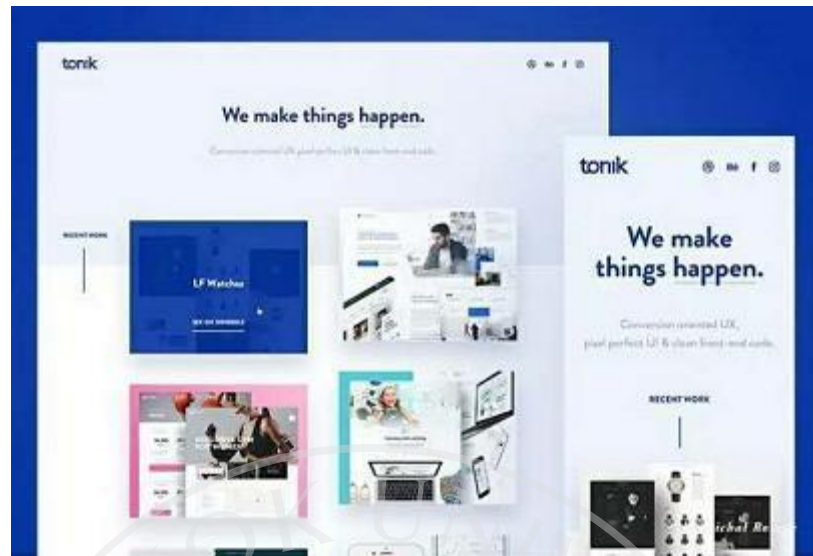 tonik
We make things happen.
Conversion oriented UX, pixel perfect UI & clean front-end code.
RECENT WORK
LF Watches
SEE ON DRIBBBLE
tonik
We make
things happen.
Conversion oriented UX,
pixel perfect UI & clean front-end code.
RECENT WORK